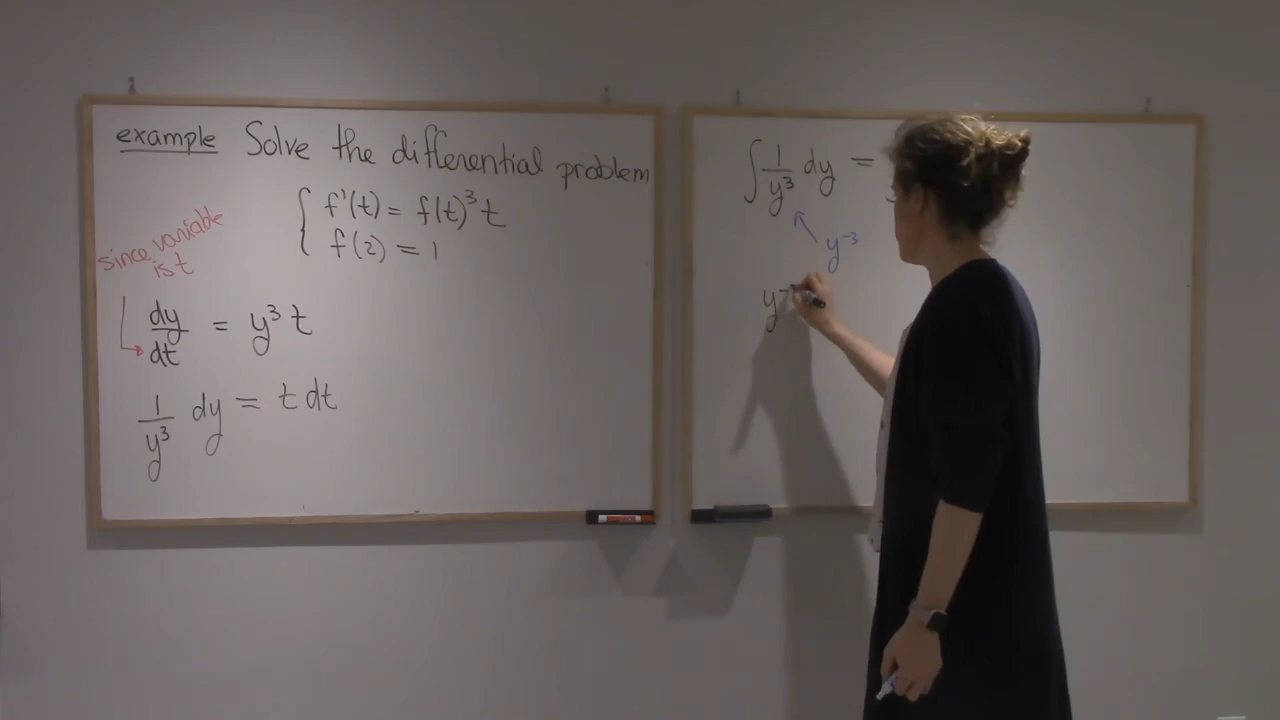 example Solve the differential problem
f'(t) = f(t)³ t
f(2) = 1
since variable
is t
dy/dt = y³ t
1/y³ dy = t dt
∫ 1/y³ dy =
y⁻³
y⁻